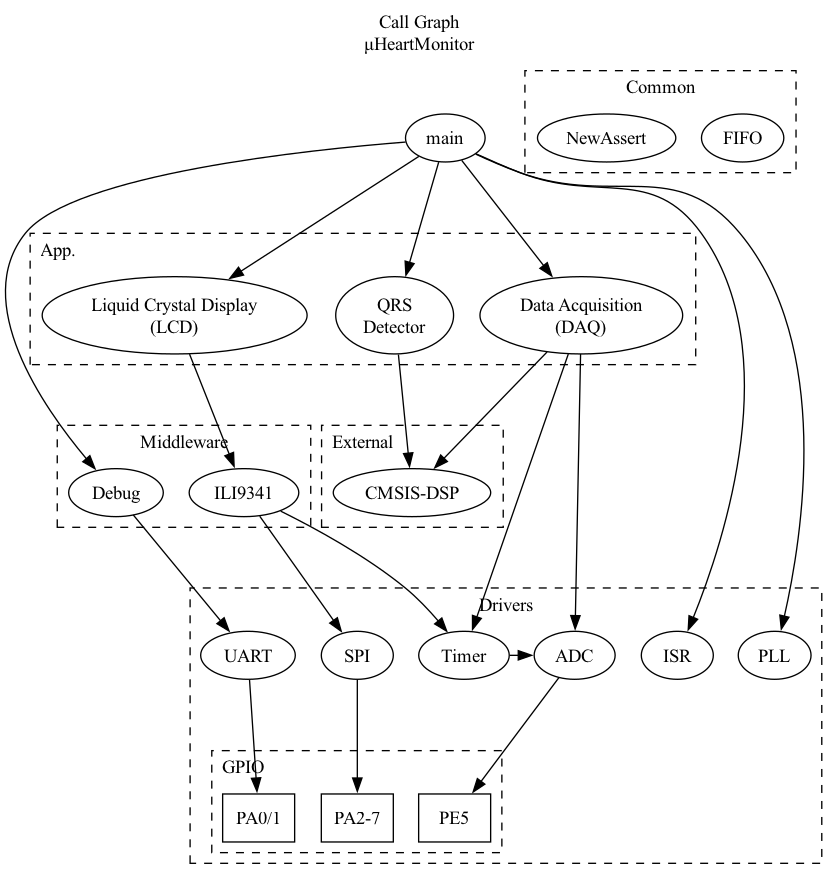 Call Graph
μHeartMonitor
Common
main
NewAssert
FIFO
App.
Liquid Crystal Display
(LCD)
QRS
Detector
Data Acquisition
(DAQ)
Middleware
External
Debug
ILI9341
CMSIS-DSP
Drivers
UART
SPI
Timer
ADC
ISR
PLL
GPIO
PA0/1
PA2-7
PE5